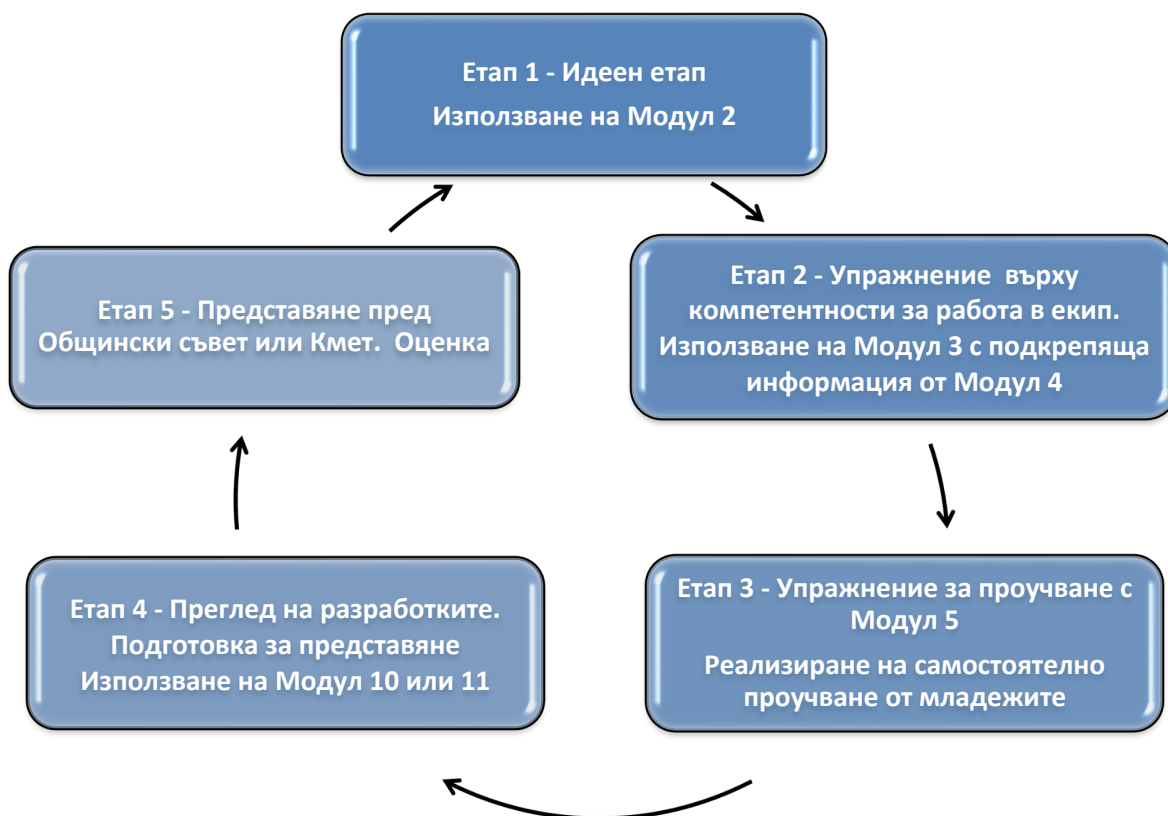 Етап 1 - Идеен етап
Използване на Модул 2
Етап 2 - Упражнение върху
компетентности за работа в екип.
Използване на Модул 3 с подкрепяща
информация от Модул 4
Етап 3 - Упражнение за проучване с
Модул 5
Реализиране на самостоятелно
проучване от младежите
Етап 4 - Преглед на разработките.
Подготовка за представяне
Използване на Модул 10 или 11
Етап 5 - Представяне пред
Общински съвет или Кмет. Оценка